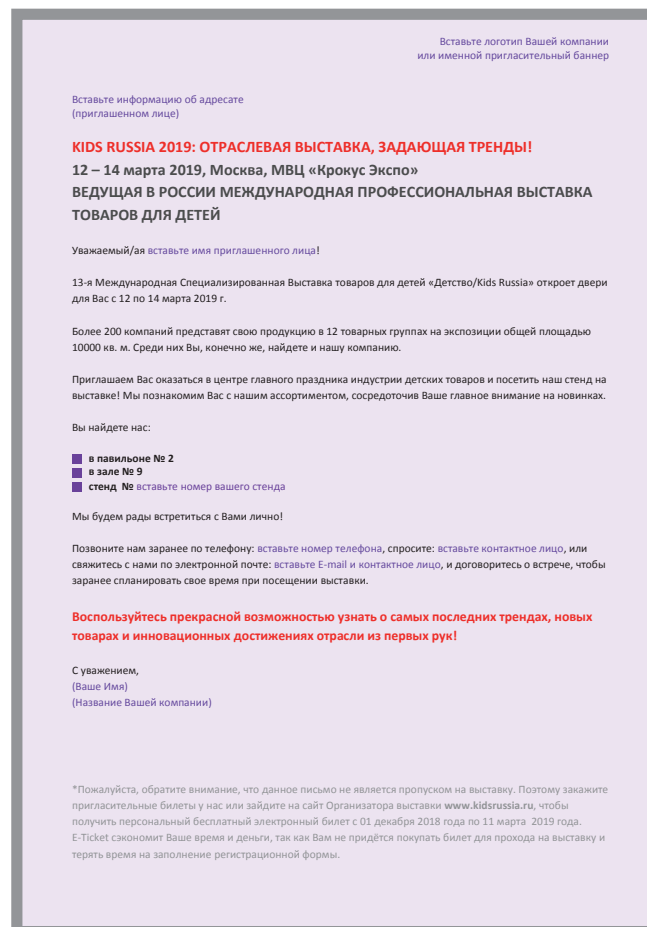 Вставьте логотип Вашей компании
или именной пригласительный баннер
Вставьте информацию об адресате
(приглашенном лице)
KIDS RUSSIA 2019: ОТРАСЛЕВАЯ ВЫСТАВКА, ЗАДАЮЩАЯ ТРЕНДЫ!
12 – 14 марта 2019, Москва, МВЦ «Крокус Экспо»
ВЕДУЩАЯ В РОССИИ МЕЖДУНАРОДНАЯ ПРОФЕССИОНАЛЬНАЯ ВЫСТАВКА
ТОВАРОВ ДЛЯ ДЕТЕЙ
Уважаемый/ая вставьте имя приглашенного лица!
13-я Международная Специализированная Выставка товаров для детей «Детство/Kids Russia» откроет двери
для Вас с 12 по 14 марта 2019 г.
Более 200 компаний представят свою продукцию в 12 товарных группах на экспозиции общей площадью
10000 кв. м. Среди них Вы, конечно же, найдете и нашу компанию.
Приглашаем Вас оказаться в центре главного праздника индустрии детских товаров и посетить наш стенд на
выставке! Мы познакомим Вас с нашим ассортиментом, сосредоточив Ваше главное внимание на новинках.
Вы найдете нас:
в павильоне № 2
в зале № 9
стенд № вставьте номер вашего стенда
Мы будем рады встретиться с Вами лично!
Позвоните нам заранее по телефону: вставьте номер телефона, спросите: вставьте контактное лицо, или
свяжитесь с нами по электронной почте: вставьте E-mail и контактное лицо, и договоритесь о встрече, чтобы
заранее спланировать свое время при посещении выставки.
Воспользуйтесь прекрасной возможностью узнать о самых последних трендах, новых
товарах и инновационных достижениях отрасли из первых рук!
С уважением,
(Ваше Имя)
(Название Вашей компании)
*Пожалуйста, обратите внимание, что данное письмо не является пропуском на выставку. Поэтому закажите
пригласительные билеты у нас или зайдите на сайт Организатора выставки www.kidsrussia.ru, чтобы
получить персональный бесплатный электронный билет с 01 декабря 2018 года по 11 марта 2019 года.
E-Ticket сэкономит Ваше время и деньги, так как Вам не придётся покупать билет для прохода на выставку и
терять время на заполнение регистрационной формы.